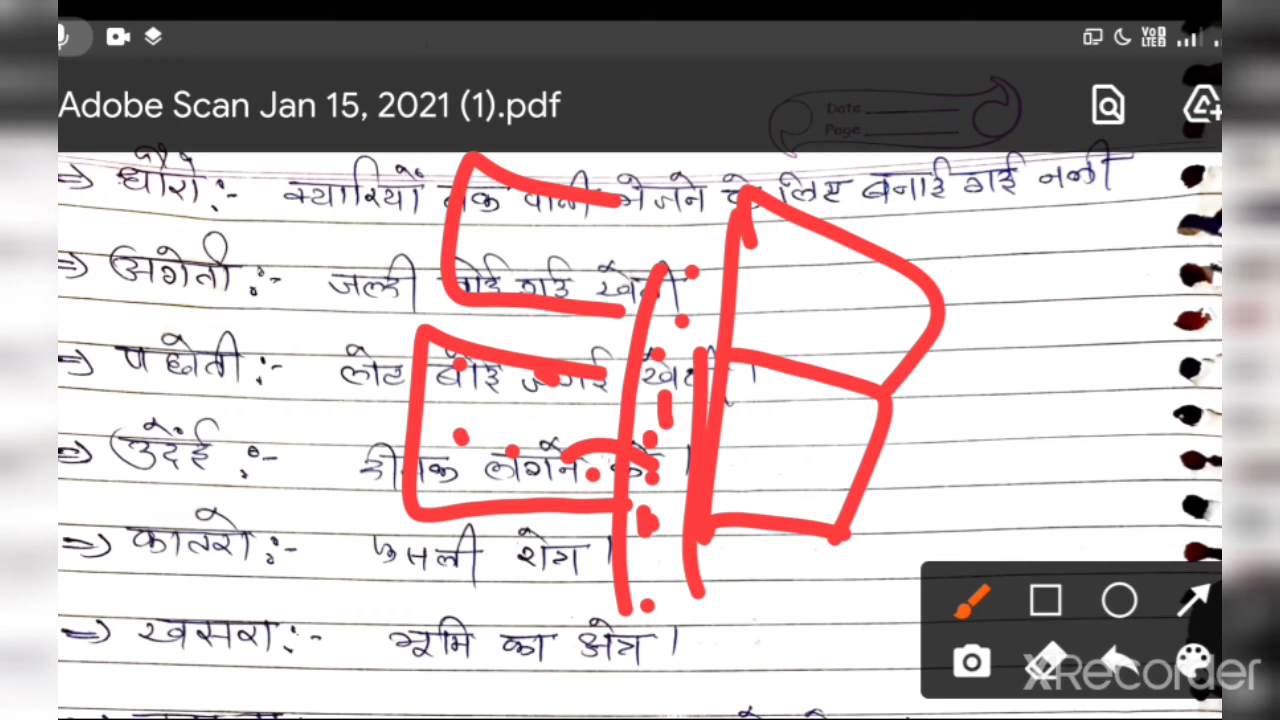 Adobe Scan Jan 15, 2021 (1).pdf
Date
Page
⇒ धौरो:- क्यारियों तक पानी भेजने के लिए बनाई गई नली
⇒ अगेती:- जल्दी बोई गई खेती
⇒ पछेती:- लेट बोई गई खेती।
⇒ उदेई:- दीमक लगने को।
⇒ कातरो:- फसली रोग।
⇒ खसरा:- भूमि का क्षेत्र।
XRecorder